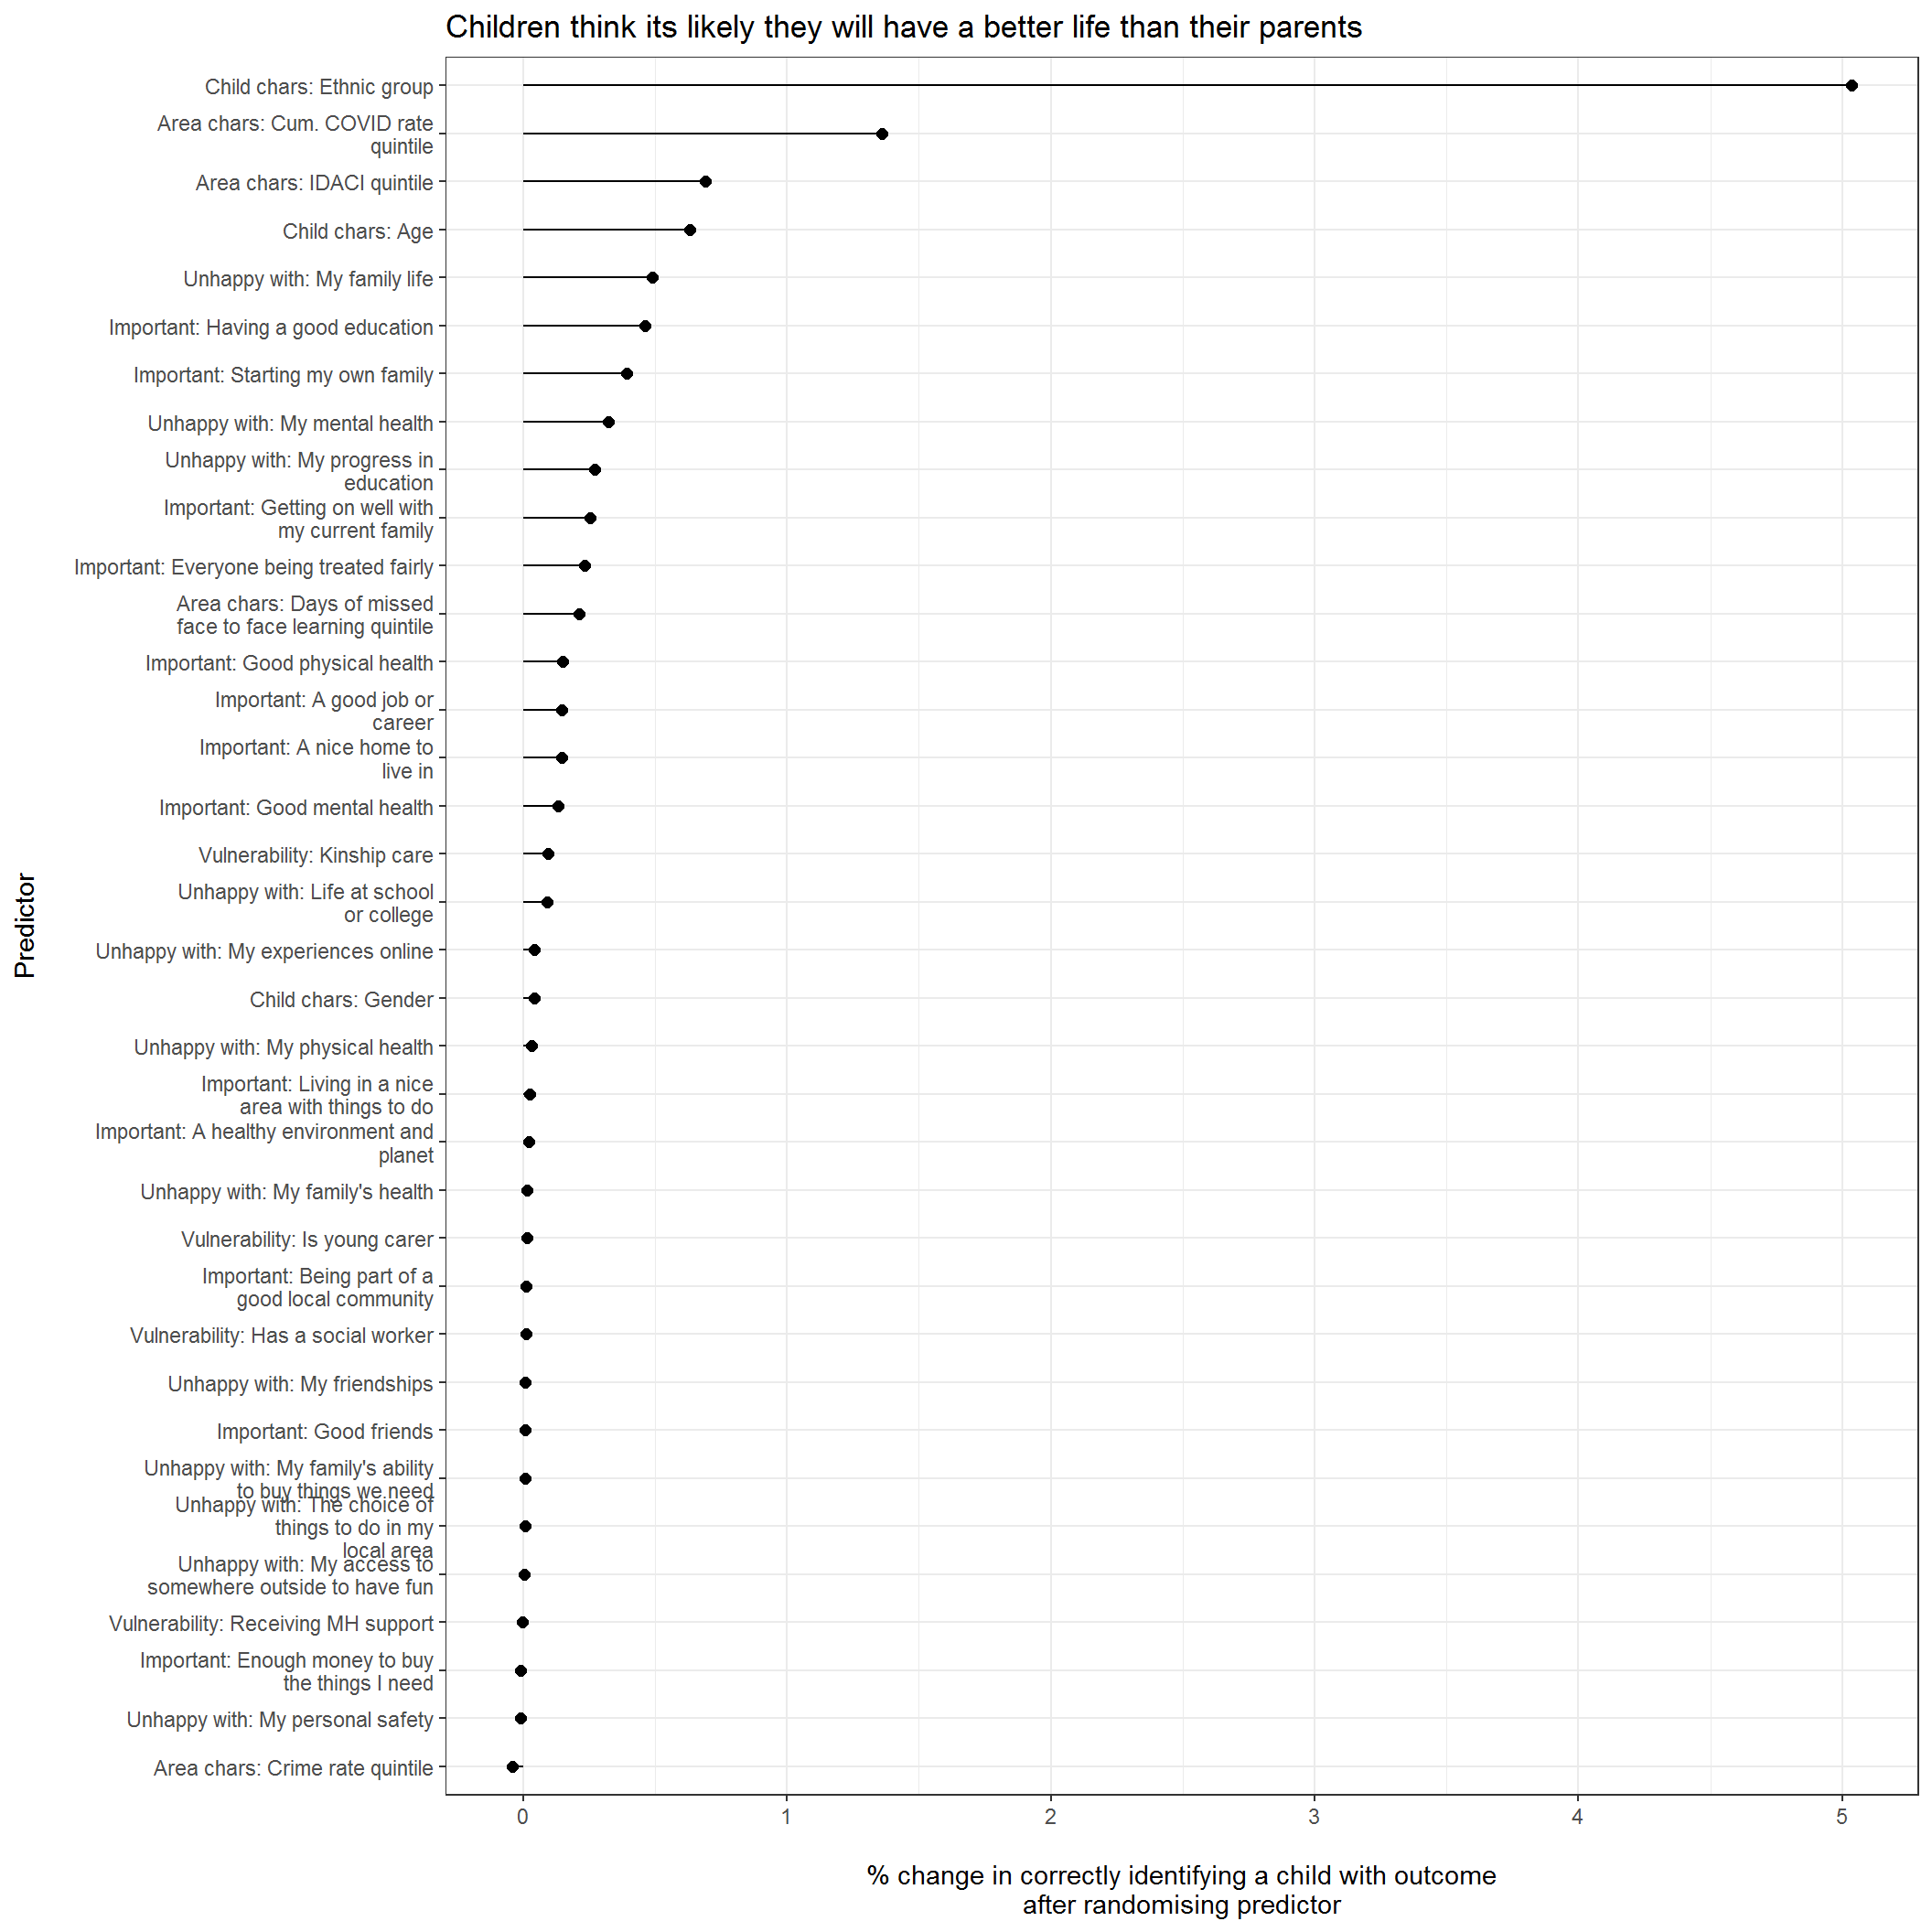 Children think its likely they will have a better life than their parents
Child chars: Ethnic group
Area chars: Cum. COVID rate
quintile
Area chars: IDACI quintile
Child chars: Age
Unhappy with: My family life
Important: Having a good education
Important: Starting my own family
Unhappy with: My mental health
Unhappy with: My progress in
education
Important: Getting on well with
my current family
Important: Everyone being treated fairly
Area chars: Days of missed
face to face learning quintile
Important: Good physical health
Important: A good job or
career
Important: A nice home to
live in
Important: Good mental health
Vulnerability: Kinship care
Unhappy with: Life at school
or college
Unhappy with: My experiences online
Child chars: Gender
Unhappy with: My physical health
Important: Living in a nice
area with things to do
Important: A healthy environment and
planet
Unhappy with: My family's health
Vulnerability: Is young carer
Important: Being part of a
good local community
Vulnerability: Has a social worker
Unhappy with: My friendships
Important: Good friends
Unhappy with: My family's ability
to buy things we need
Unhappy with: The choice of
things to do in my
local area
Unhappy with: My access to
somewhere outside to have fun
Vulnerability: Receiving MH support
Important: Enough money to buy
the things I need
Unhappy with: My personal safety
Area chars: Crime rate quintile
Predictor
0 1 2 3 4 5
% change in correctly identifying a child with outcome
after randomising predictor